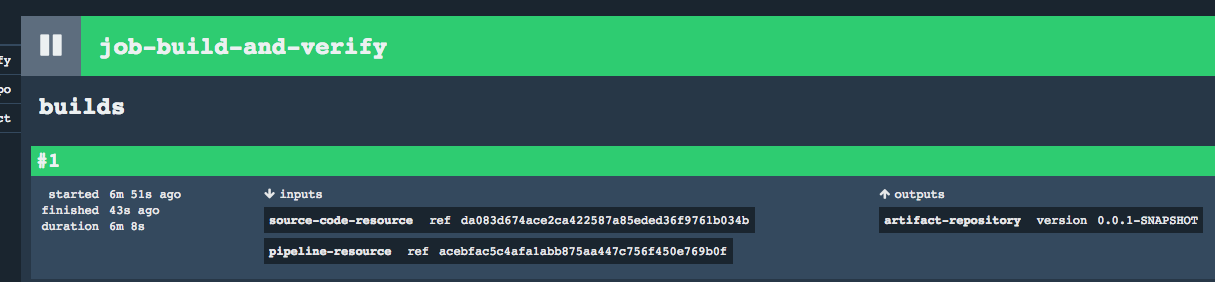 job-build-and-verify
fy
po
ct
builds
#1
started 6m 51s ago
finished 43s ago
duration 6m 8s
inputs
source-code-resource ref da083d674ace2ca422587a85eded36f9761b034b
pipeline-resource ref acebfac5c4afa1abb875aa447c756f450e769b0f
outputs
artifact-repository version 0.0.1-SNAPSHOT